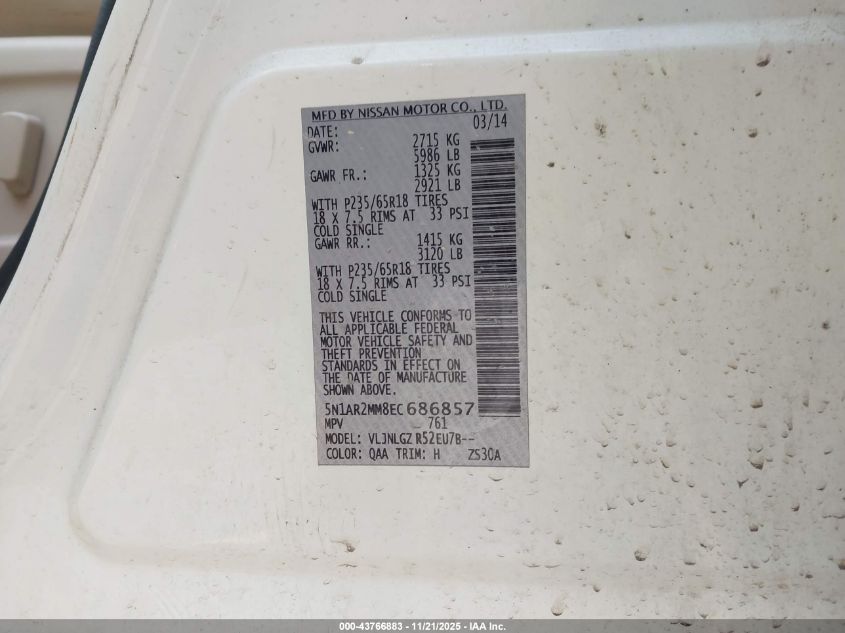 MFD BY NISSAN MOTOR CO., LTD.
DATE: 03/14
GVWR: 2715 KG
5986 LB
GAWR FR.: 1325 KG
2921 LB
WITH P235/65R18 TIRES
18 X 7.5 RIMS AT 33 PSI
COLD SINGLE
GAWR RR.: 1415 KG
3120 LB
WITH P235/65R18 TIRES
18 X 7.5 RIMS AT 33 PSI
COLD SINGLE
THIS VEHICLE CONFORMS TO
ALL APPLICABLE FEDERAL
MOTOR VEHICLE SAFETY AND
THEFT PREVENTION
STANDARDS IN EFFECT ON
THE DATE OF MANUFACTURE
SHOWN ABOVE.
5N1AR2MM8EC686857
MPV 761
MODEL: VLJNLGZ R52EU7B--
COLOR: QAA TRIM: H ZS30A
000-43766883 - 11/21/2025 - IAA Inc.